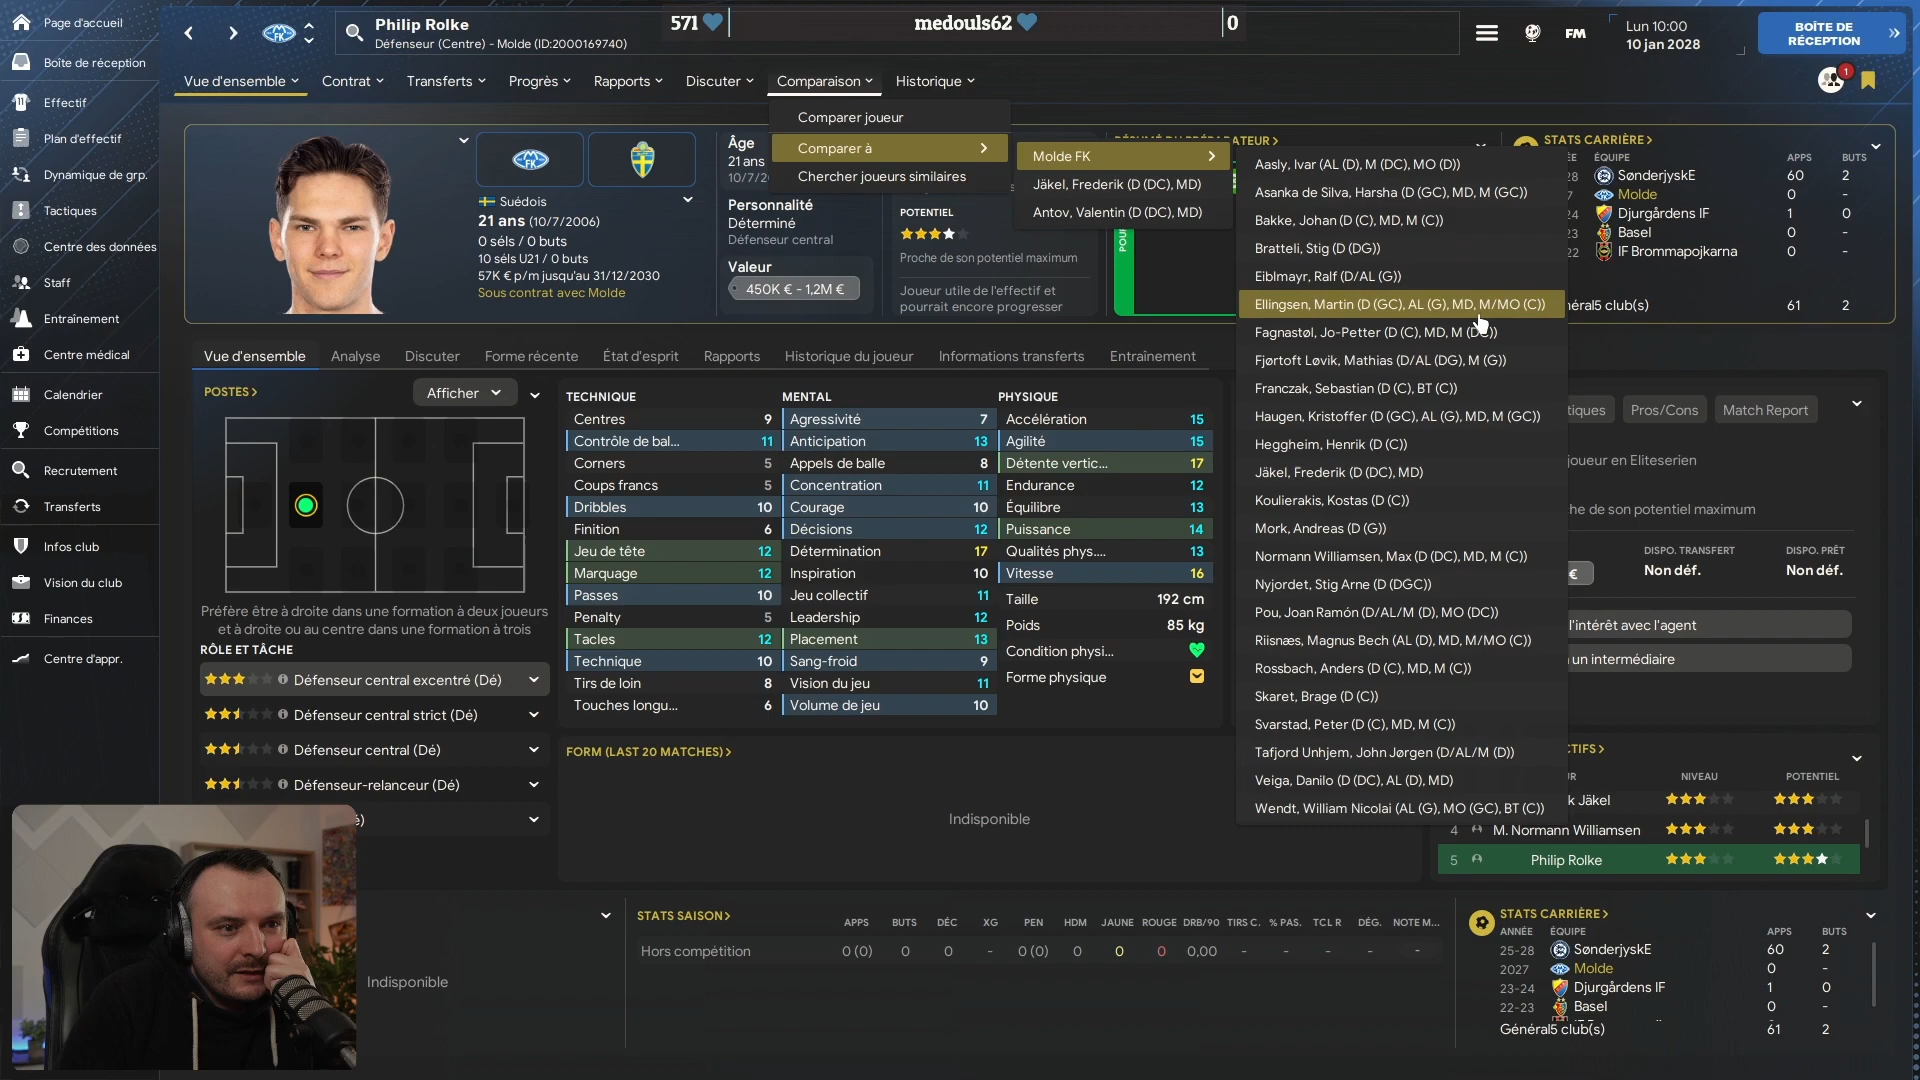 Page d'accueil
Boîte de réception
Effectif
Plan d'effectif
Dynamique de grp.
Tactiques
Centre des données
Staff
Entraînement
Centre médical
Calendrier
Compétitions
Recrutement
Transferts
Infos club
Vision du club
Finances
Centre d'appr.
Philip Rolke
Défenseur (Centre) - Molde (ID:2000169740)
571
medouls62
0
FM
Lun 10:00
10 jan 2028
BOÎTE DE RÉCEPTION
Vue d'ensemble
Contrat
Transferts
Progrès
Rapports
Discuter
Comparaison
Historique
1
Comparer joueur
Comparer à
Chercher joueurs similaires
Molde FK
Jäkel, Frederik (D (DC), MD)
Antov, Valentin (D (DC), MD)
Aasly, Ivar (AL (D), M (DC), MO (D))
Asanka de Silva, Harsha (D (GC), MD, M (GC))
Bakke, Johan (D (C), MD, M (C))
Bratteli, Stig (D (DG))
Eiblmayr, Ralf (D/AL (G))
Ellingsen, Martin (D (GC), AL (G), MD, M/MO (C))
Fagnastøl, Jo-Petter (D (C), MD, M (DC))
Fjørtoft Løvik, Mathias (D/AL (DG), M (G))
Franczak, Sebastian (D (C), BT (C))
Haugen, Kristoffer (D (GC), AL (G), MD, M (GC))
Heggheim, Henrik (D (C))
Jäkel, Frederik (D (DC), MD)
Koulierakis, Kostas (D (C))
Mork, Andreas (D (G))
Normann Williamsen, Max (D (DC), MD, M (C))
Nyjordet, Stig Arne (D (DGC))
Pou, Joan Ramón (D/AL/M (D), MO (DC))
Riisnæs, Magnus Bech (AL (D), MD, M/MO (C))
Rossbach, Anders (D (C), MD, M (C))
Skaret, Brage (D (C))
Svarstad, Peter (D (C), MD, M (C))
Tafjord Unhjem, John Jørgen (D/AL/M (D))
Veiga, Danilo (D (DC), AL (D), MD)
Wendt, William Nicolai (AL (G), MO (GC), BT (C))
Suédois
21 ans (10/7/2006)
0 séls / 0 buts
10 séls U21 / 0 buts
57K € p/m jusqu'au 31/12/2030
Sous contrat avec Molde
Âge
21 ans
10/7/2
Personnalité
Déterminé
Défenseur central
Valeur
450K € - 1,2M €
POTENTIEL
Proche de son potentiel maximum
Joueur utile de l'effectif et
pourrait encore progresser
RÉSUMÉ DU PRÉPARATEUR
POU
STATS CARRIÈRE
ÉE ÉQUIPE APPS BUTS
28 SønderjyskE 60 2
7 Molde 0 -
24 Djurgårdens IF 1 0
23 Basel 0 -
22 IF Brommapojkarna 0 -
néral5 club(s) 61 2
Vue d'ensemble
Analyse
Discuter
Forme récente
État d'esprit
Rapports
Historique du joueur
Informations transferts
Entraînement
POSTES
Afficher
Préfère être à droite dans une formation à deux joueurs
et à droite ou au centre dans une formation à trois
RÔLE ET TÂCHE
Défenseur central excentré (Dé)
Défenseur central strict (Dé)
Défenseur central (Dé)
Défenseur-relanceur (Dé)
é)
TECHNIQUE
Centres 9
Contrôle de bal... 11
Corners 5
Coups francs 5
Dribbles 10
Finition 6
Jeu de tête 12
Marquage 12
Passes 10
Penalty 5
Tacles 12
Technique 10
Tirs de loin 8
Touches longu... 6
MENTAL
Agressivité 7
Anticipation 13
Appels de balle 8
Concentration 11
Courage 10
Décisions 12
Détermination 17
Inspiration 10
Jeu collectif 11
Leadership 12
Placement 13
Sang-froid 9
Vision du jeu 11
Volume de jeu 10
PHYSIQUE
Accélération 15
Agilité 15
Détente vertic... 17
Endurance 12
Équilibre 13
Puissance 14
Qualités phys.... 13
Vitesse 16
Taille 192 cm
Poids 85 kg
Condition physi...
Forme physique
tiques
Pros/Cons
Match Report
joueur en Eliteserien
he de son potentiel maximum
€
DISPO. TRANSFERT
Non déf.
DISPO. PRÊT
Non déf.
l'intérêt avec l'agent
un intermédiaire
FORM (LAST 20 MATCHES)
Indisponible
CTIFS
UR NIVEAU POTENTIEL
k Jäkel
4 M. Normann Williamsen
5 Philip Rolke
Indisponible
STATS SAISON
APPS BUTS DÉC XG PEN HDM JAUNE ROUGE DRB/90 TIRS C. % PAS. TCL R DÉG. NOTE M...
Hors compétition 0 (0) 0 0 - 0 (0) 0 0 0 0,00 - - - - -
STATS CARRIÈRE
ANNÉE ÉQUIPE APPS BUTS
25-28 SønderjyskE 60 2
2027 Molde 0 -
23-24 Djurgårdens IF 1 0
22-23 Basel 0 -
Général5 club(s) 61 2